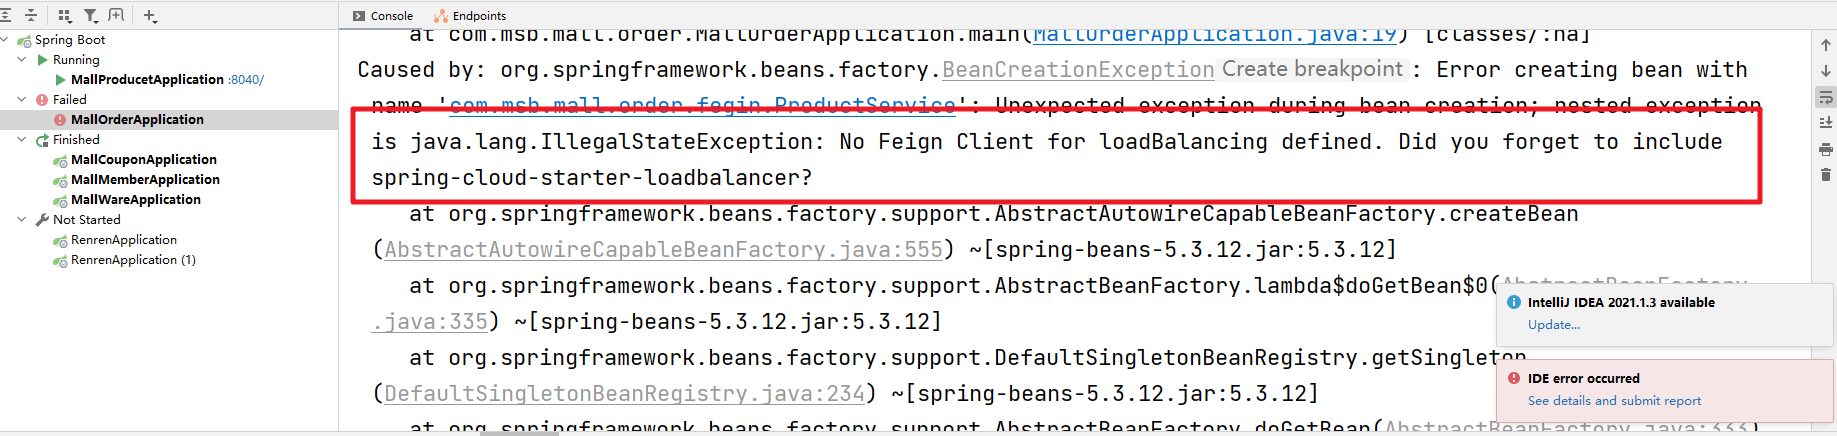 Console
Endpoints
Spring Boot
Running
MallProducetApplication :8040/
Failed
MallOrderApplication
Finished
MallCouponApplication
MallMemberApplication
MallWareApplication
Not Started
RenrenApplication
RenrenApplication (1)
at com.msb.mall.order.MallOrderApplication.main(MallOrderApplication.java:19) [classes/:na]
Caused by: org.springframework.beans.factory.BeanCreationException Create breakpoint : Error creating bean with
name 'com.msb.mall.order.fegin.ProductService': Unexpected exception during bean creation; nested exception
is java.lang.IllegalStateException: No Feign Client for loadBalancing defined. Did you forget to include
spring-cloud-starter-loadbalancer?
at org.springframework.beans.factory.support.AbstractAutowireCapableBeanFactory.createBean
(AbstractAutowireCapableBeanFactory.java:555) ~[spring-beans-5.3.12.jar:5.3.12]
at org.springframework.beans.factory.support.AbstractBeanFactory.lambda$doGetBean$0(AbstractBeanFactory
.java:335) ~[spring-beans-5.3.12.jar:5.3.12]
at org.springframework.beans.factory.support.DefaultSingletonBeanRegistry.getSingleton
(DefaultSingletonBeanRegistry.java:234) ~[spring-beans-5.3.12.jar:5.3.12]
at org.springframework.beans.factory.support.AbstractBeanFactory.doGetBean(AbstractBeanFactory.java:333)
IntelliJ IDEA 2021.1.3 available
Update...
IDE error occurred
See details and submit report